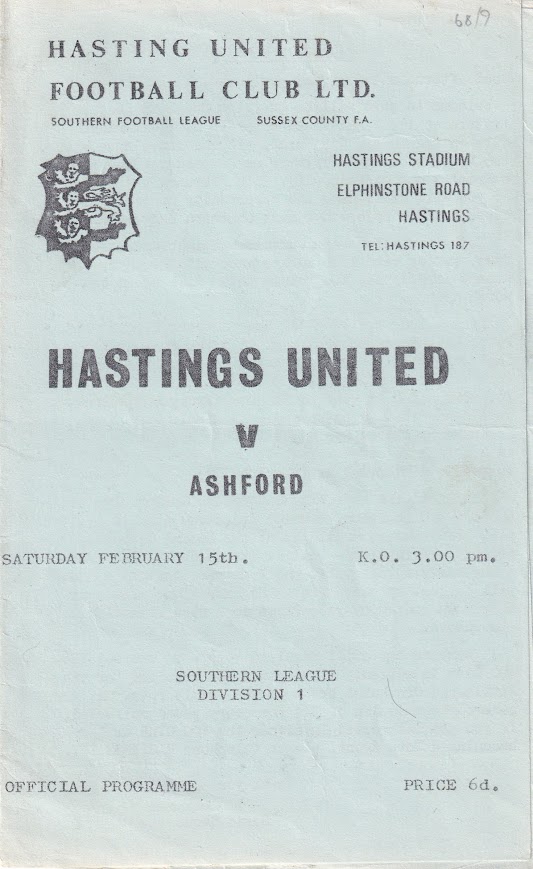 68/9
HASTING UNITED
FOOTBALL CLUB LTD.
SOUTHERN FOOTBALL LEAGUE SUSSEX COUNTY F.A.
HASTINGS STADIUM
ELPHINSTONE ROAD
HASTINGS
TEL: HASTINGS 187
HASTINGS UNITED
V
ASHFORD
SATURDAY FEBRUARY 15th. K.O. 3.00 pm.
SOUTHERN LEAGUE
DIVISION 1
OFFICIAL PROGRAMME PRICE 6d.